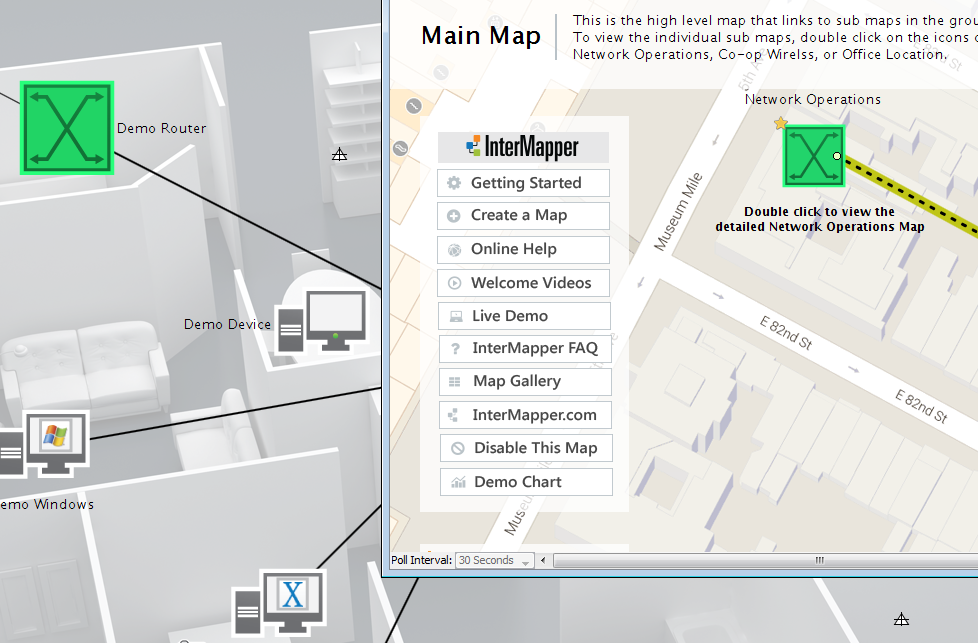 Main Map
This is the high level map that links to sub maps in the
To view the individual sub maps, double click on the icons
Network Operations, Co-op Wirelss, or Office Location.
Demo Router
Network Operations
InterMapper
Getting Started
Create a Map
Online Help
Welcome Videos
Live Demo
InterMapper FAQ
Map Gallery
InterMapper.com
Disable This Map
Demo Chart
Museum Mile
Double click to view the
detailed Network Operations Map
Demo Device
E 82nd St
E 82nd St
emo Windows
X
Poll Interval: 30 Seconds